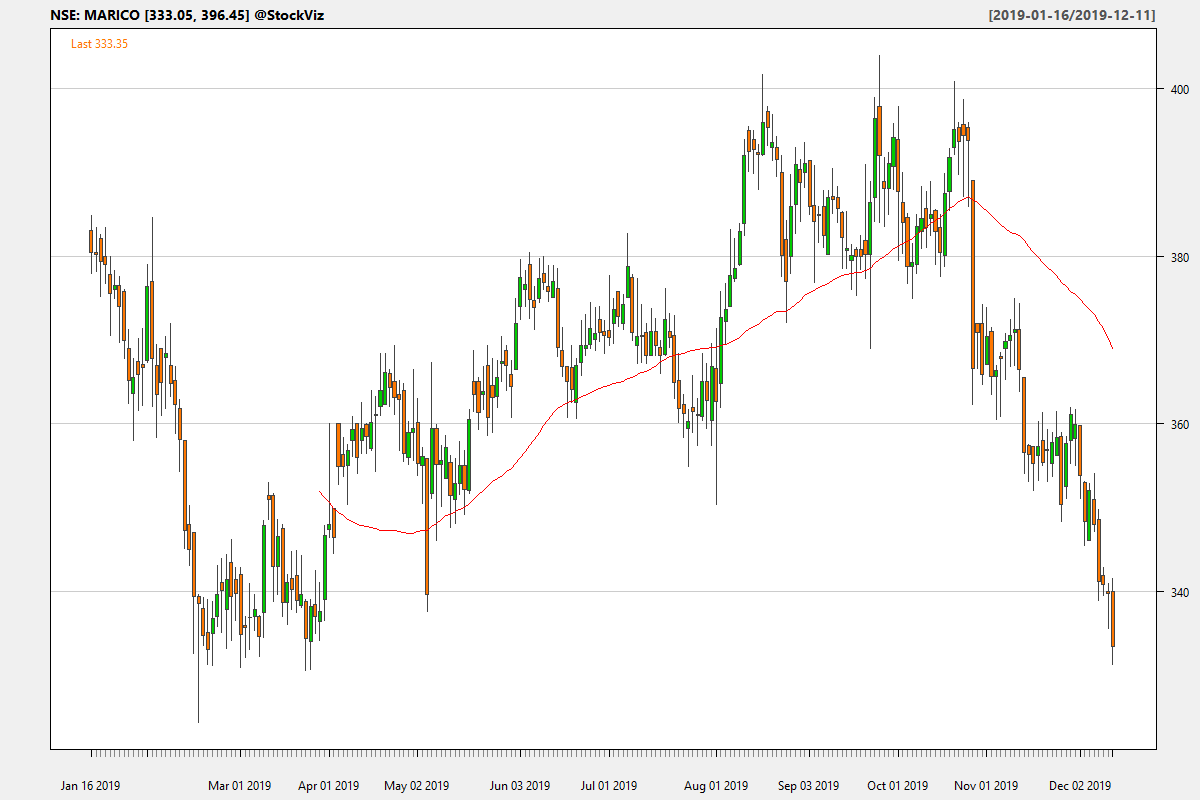 NSE: MARICO [333.05, 396.45] @StockViz
[2019-01-16/2019-12-11]
Last 333.35
400
380
360
340
Jan 16 2019
Mar 01 2019
Apr 01 2019
May 02 2019
Jun 03 2019
Jul 01 2019
Aug 01 2019
Sep 03 2019
Oct 01 2019
Nov 01 2019
Dec 02 2019